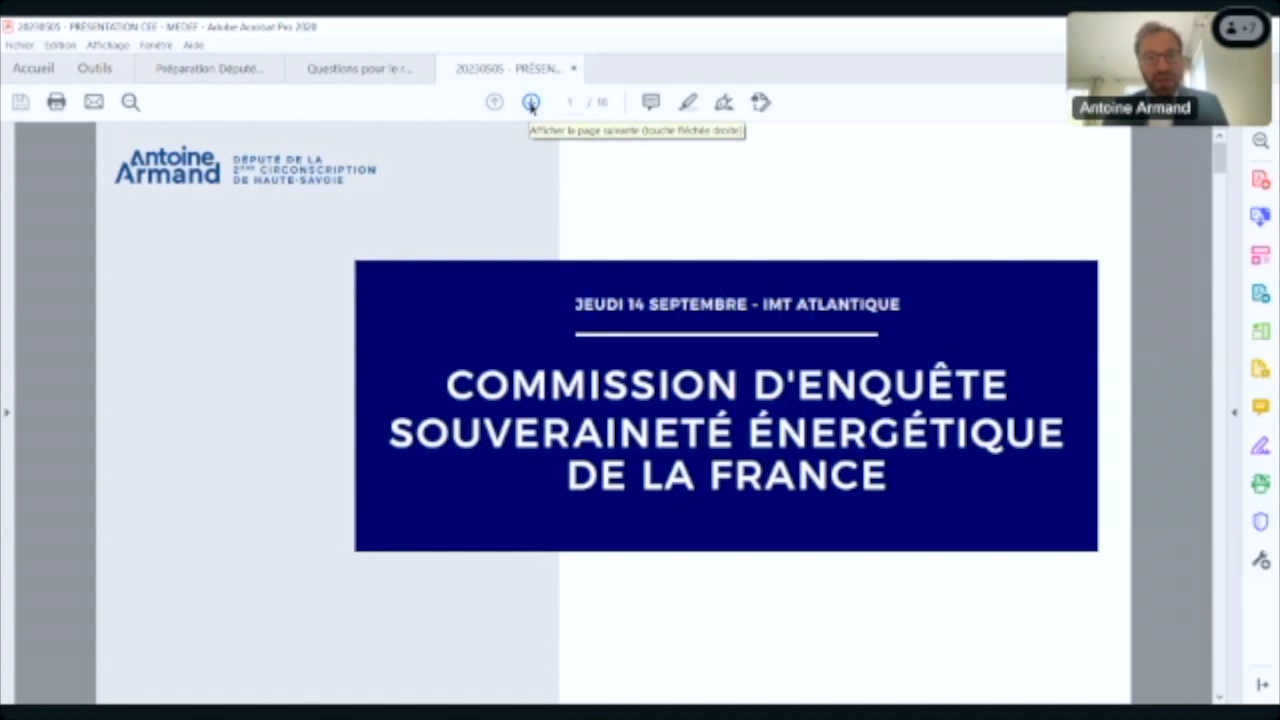 20230505 - PRÉSENTATION CEE - MEDEF - Adobe Acrobat Pro 2020
Fichier Edition Affichage Fenêtre Aide
Accueil Outils Préparation Député... Questions pour le r... 20230505 - PRÉSEN... ×
1 / 10
+7
Antoine Armand
Afficher la page suivante (touche fléchée droite)
Antoine Armand
DÉPUTÉ DE LA
2ÈME CIRCONSCRIPTION
DE HAUTE-SAVOIE
JEUDI 14 SEPTEMBRE - IMT ATLANTIQUE
COMMISSION D'ENQUÊTE
SOUVERAINETÉ ÉNERGÉTIQUE
DE LA FRANCE